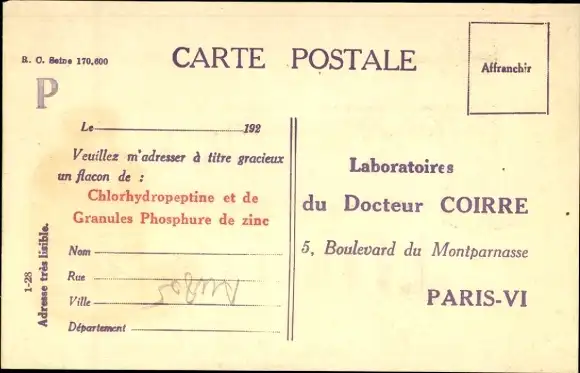 R. C. Seine 170,600
CARTE POSTALE
Affranchir
P
Le 192
Veuillez m'adresser à titre gracieux
un flacon de :
Chlorhydropeptine et de
Granules Phosphure de zinc
Nom
Rue
Ville
Département
1-28
Adresse très lisible.
Laboratoires
du Docteur COIRRE
5, Boulevard du Montparnasse
PARIS-VI